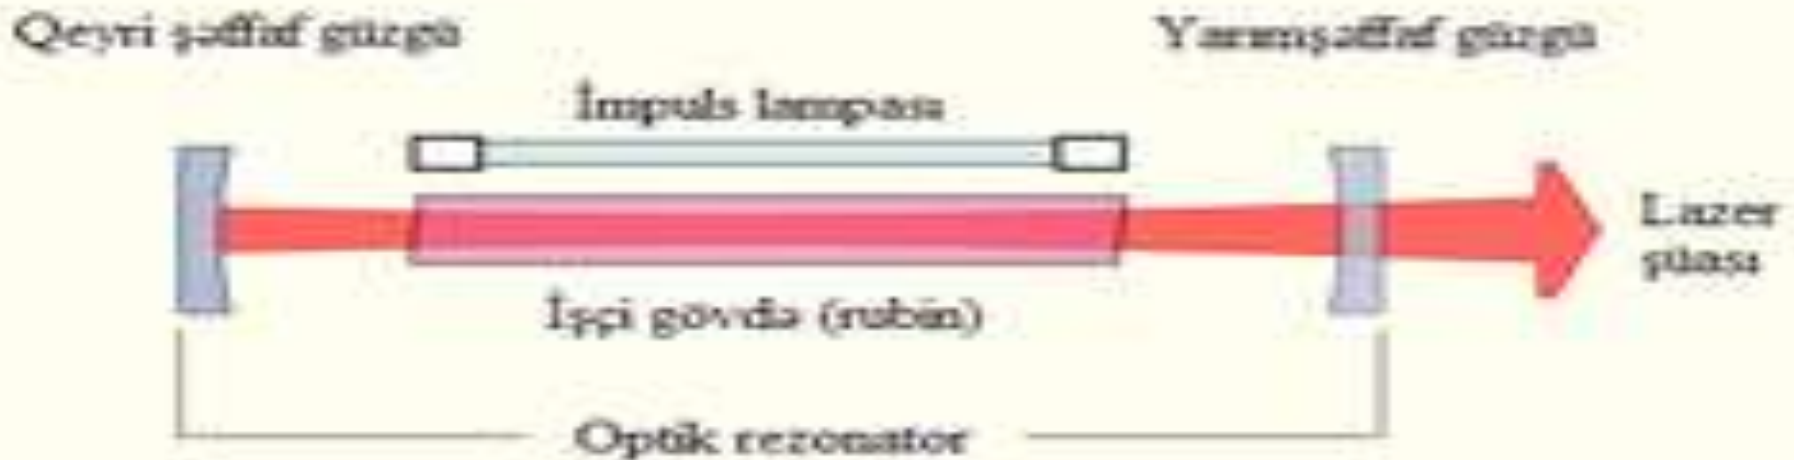 Qeyri şəffaf güzgü
Yarımşəffaf güzgü
İmpuls lampası
Lazer
şüası
İşçi gövdə (rubin)
Optik rezonator